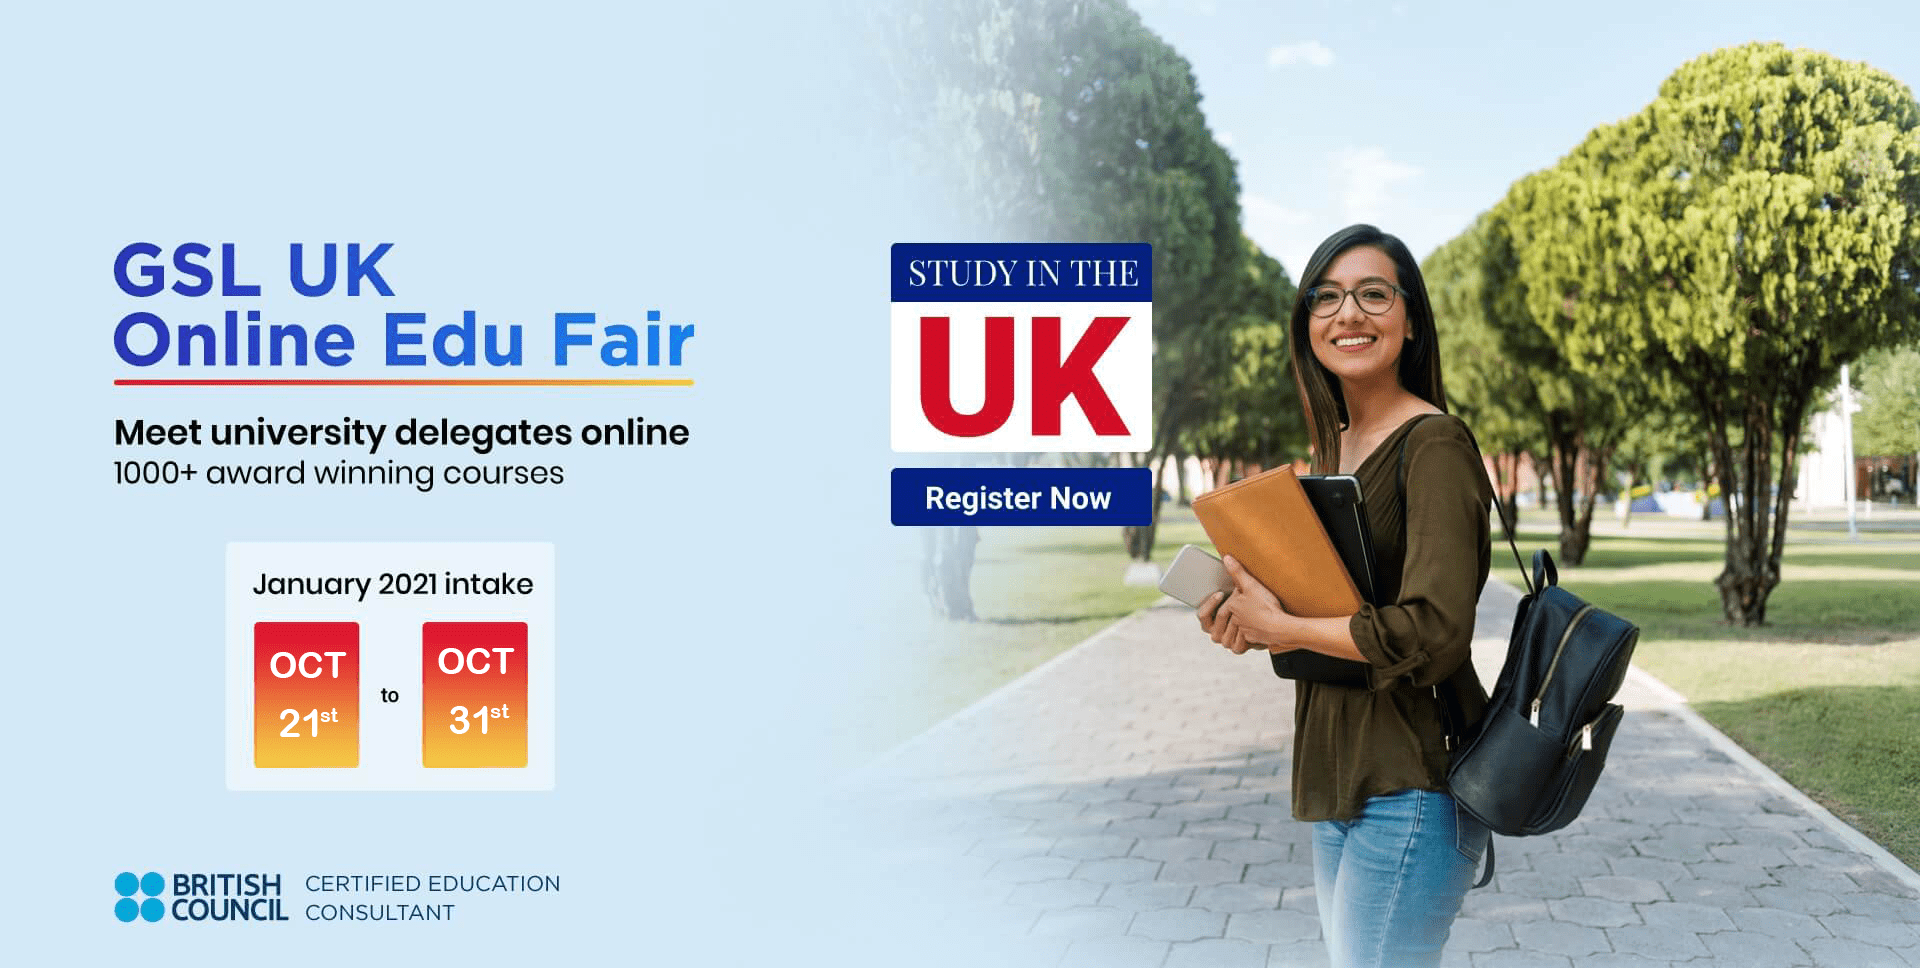 GSL UK
Online Edu Fair
Meet university delegates online
1000+ award winning courses
January 2021 intake
OCT
21st
to
OCT
31st
BRITISH
COUNCIL
CERTIFIED EDUCATION
CONSULTANT
STUDY IN THE
UK
Register Now